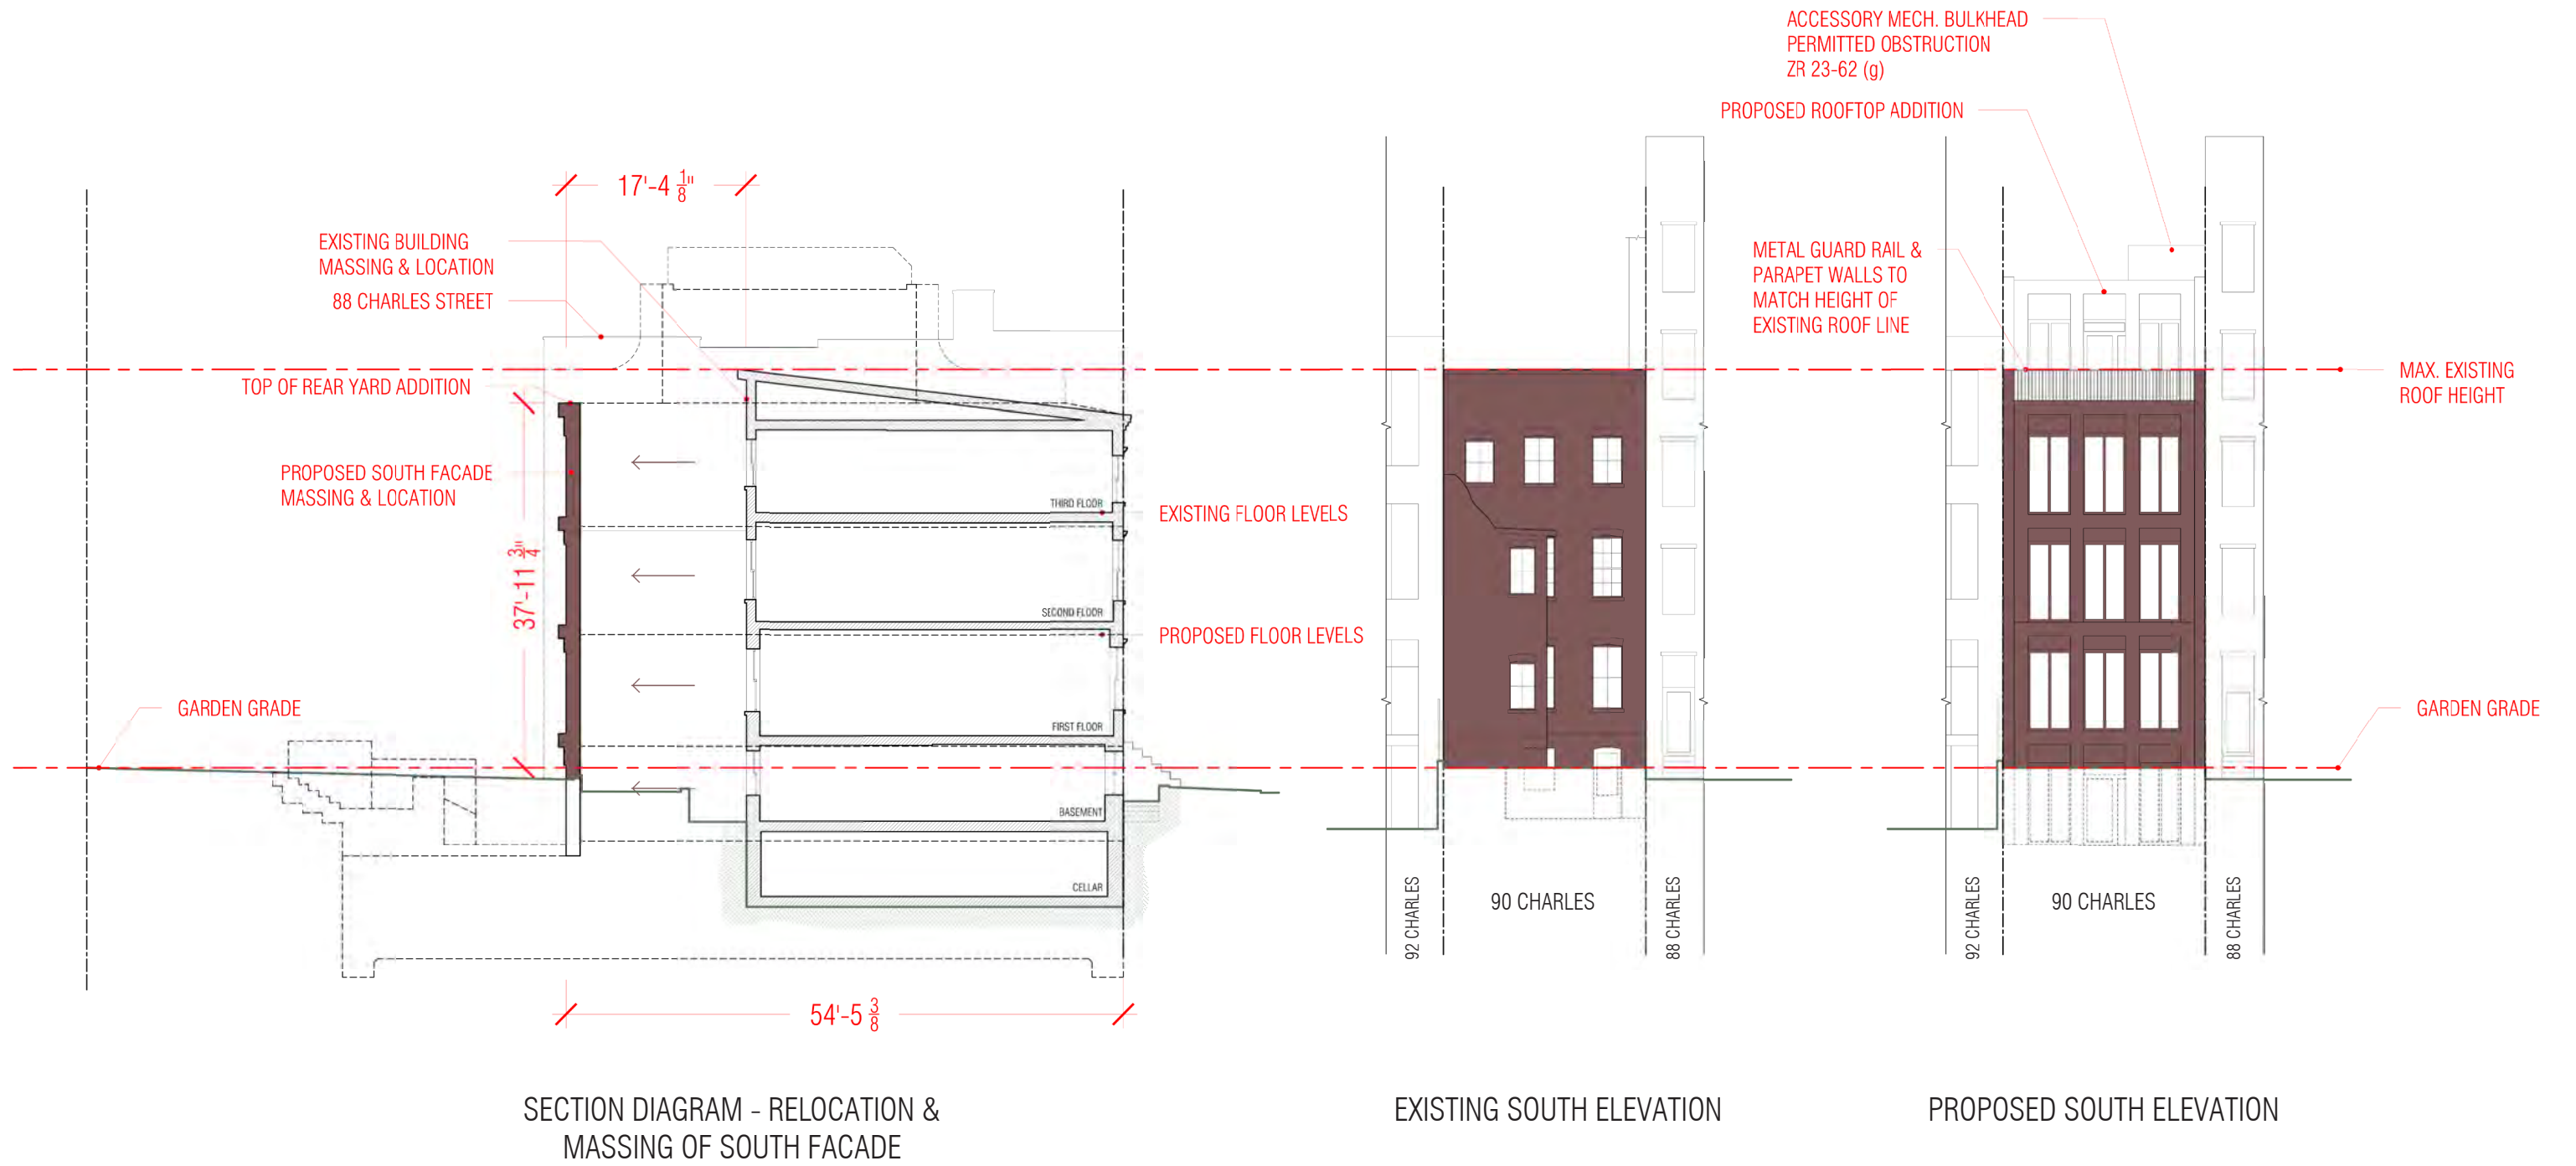 ACCESSORY MECH. BULKHEAD
PERMITTED OBSTRUCTION
ZR 23-62 (g)
PROPOSED ROOFTOP ADDITION
17'-4 1/8"
EXISTING BUILDING
MASSING & LOCATION
88 CHARLES STREET
METAL GUARD RAIL &
PARAPET WALLS TO
MATCH HEIGHT OF
EXISTING ROOF LINE
TOP OF REAR YARD ADDITION
MAX. EXISTING
ROOF HEIGHT
PROPOSED SOUTH FACADE
MASSING & LOCATION
37'-11 3/4"
THIRD FLOOR
EXISTING FLOOR LEVELS
SECOND FLOOR
PROPOSED FLOOR LEVELS
GARDEN GRADE
FIRST FLOOR
GARDEN GRADE
BASEMENT
CELLAR
92 CHARLES
90 CHARLES
88 CHARLES
92 CHARLES
90 CHARLES
88 CHARLES
54'-5 3/8
SECTION DIAGRAM - RELOCATION &
MASSING OF SOUTH FACADE
EXISTING SOUTH ELEVATION
PROPOSED SOUTH ELEVATION